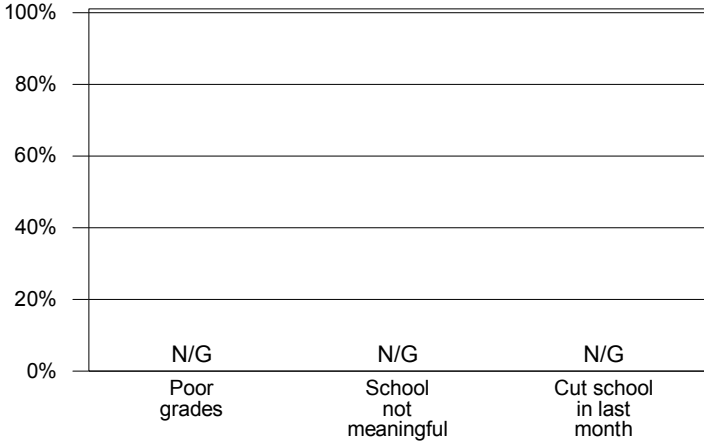 100%
80%
60%
40%
20%
0%
N/G N/G N/G
Poor
grades
School
not
meaningful
Cut school
in last
month